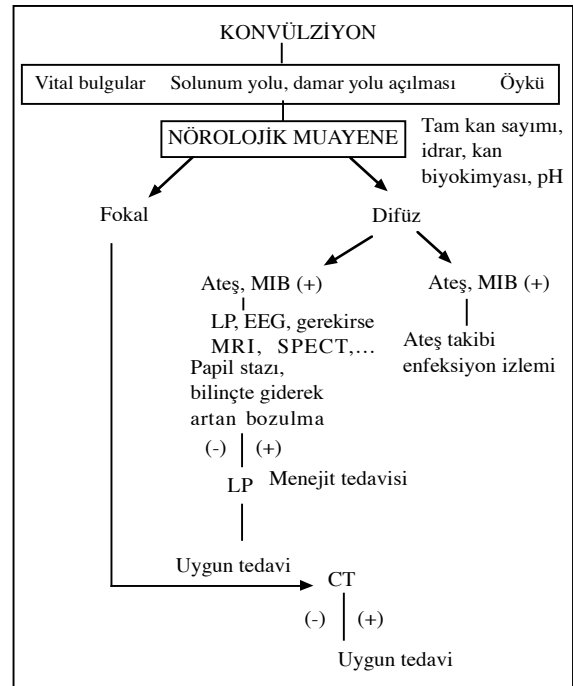 KONVÜLZİYON
Vital bulgular Solunum yolu, damar yolu açılması Öykü
NÖROLOJİK MUAYENE
Tam kan sayımı,
idrar, kan
biyokimyası, pH
Fokal
Difüz
Ateş, MIB (+)
LP, EEG, gerekirse
MRI, SPECT,…
Papil stazı,
bilinçte giderek
artan bozulma
(-) (+)
LP
Menejit tedavisi
Ateş, MIB (+)
Ateş takibi
enfeksiyon izlemi
Uygun tedavi
CT
(-) (+)
Uygun tedavi